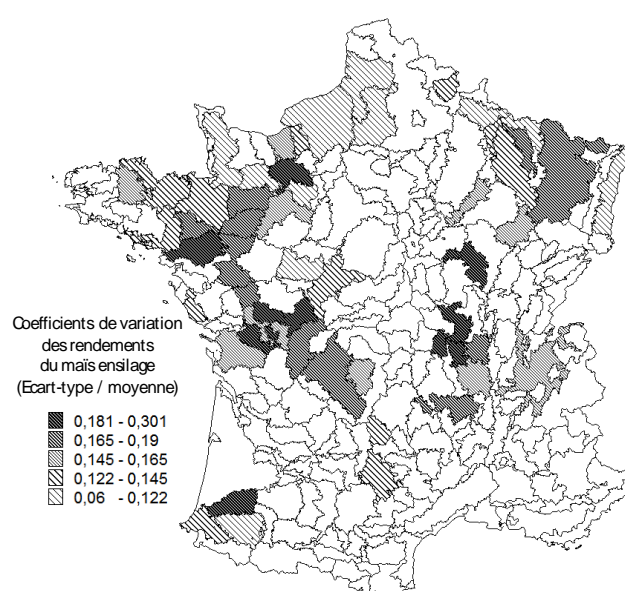 Coefficients de variation
des rendements
du maïs ensilage
(Ecart-type / moyenne)
0,181 - 0,301
0,165 - 0,19
0,145 - 0,165
0,122 - 0,145
0,06 - 0,122